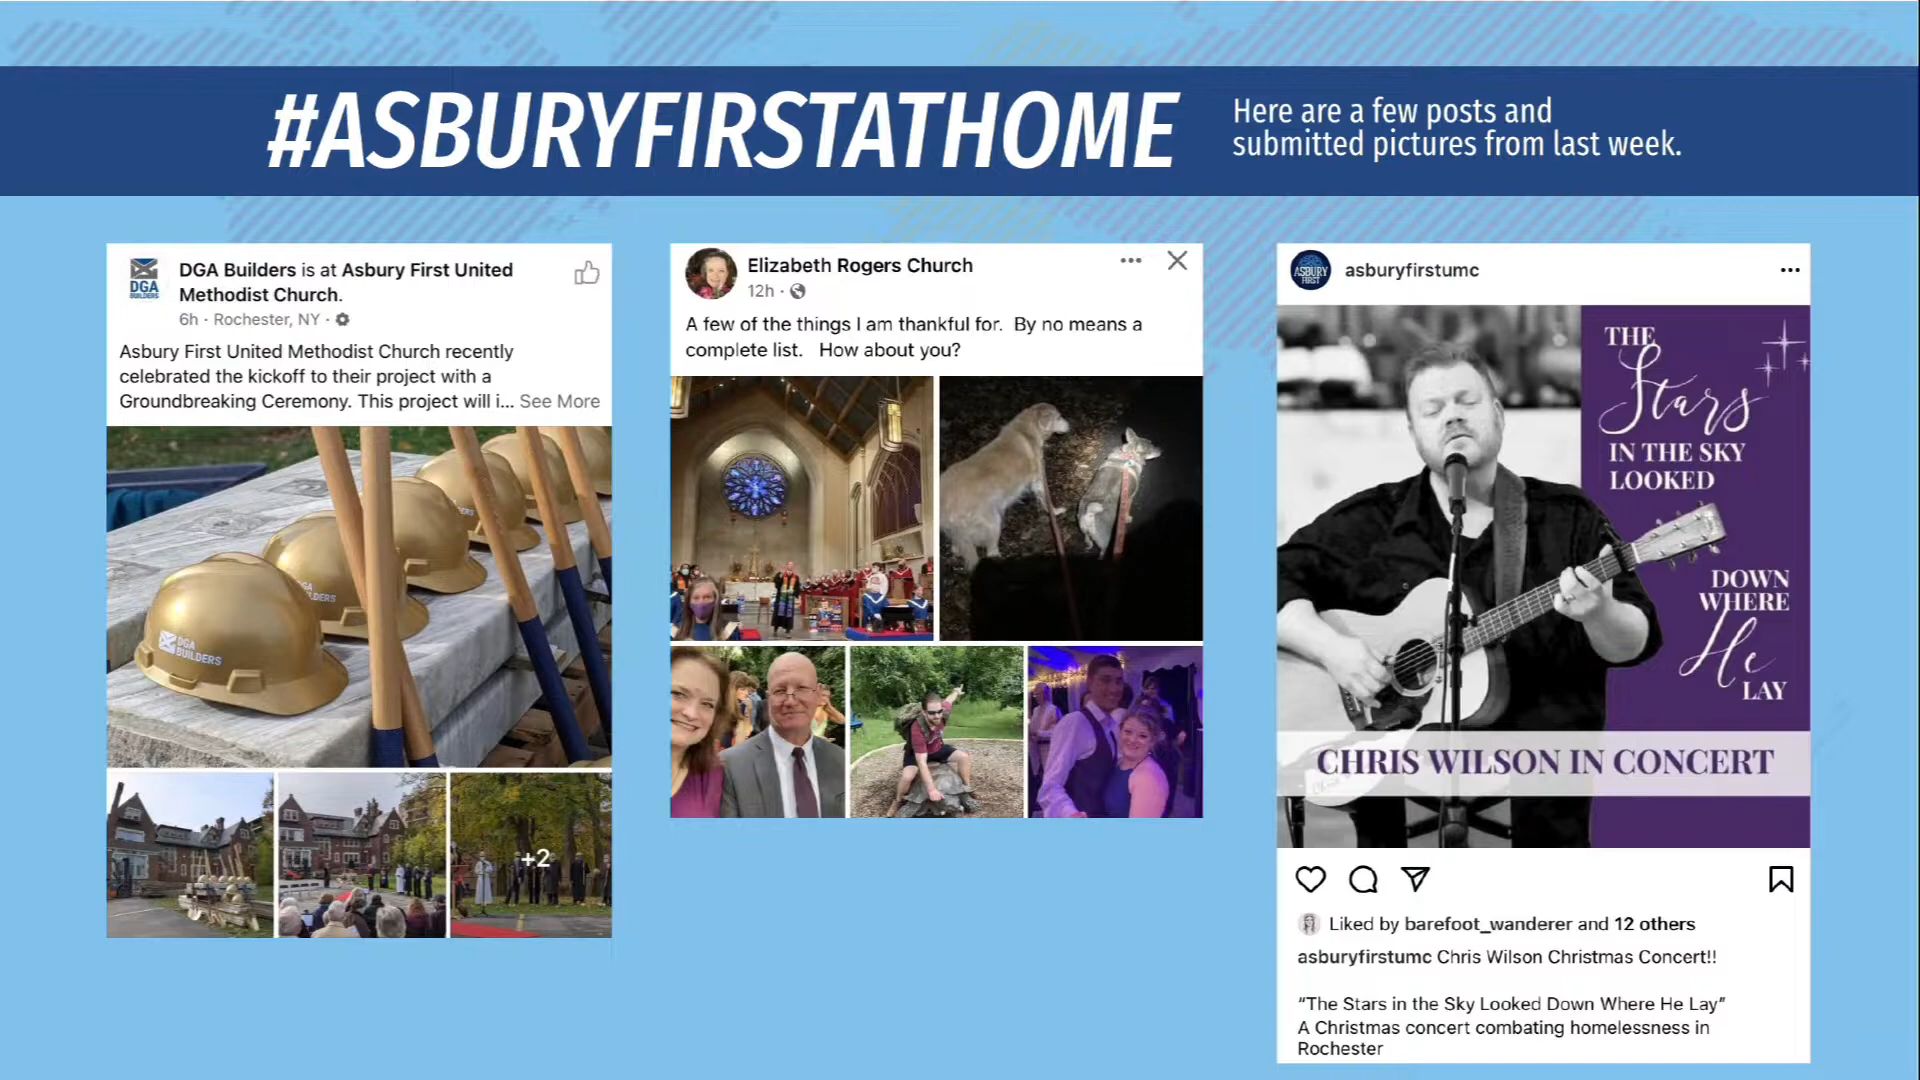 #ASBURYFIRSTATHOME
Here are a few posts and
submitted pictures from last week.
DGA
BUILDERS
DGA Builders is at Asbury First United
Methodist Church.
6h · Rochester, NY ·
Asbury First United Methodist Church recently
celebrated the kickoff to their project with a
Groundbreaking Ceremony. This project will i... See More
DGA
BUILDERS
+2
Elizabeth Rogers Church
12h ·
A few of the things I am thankful for. By no means a
complete list. How about you?
ASBURY
FIRST
asburyfirstumc
THE
Stars
IN THE SKY
LOOKED
DOWN
WHERE
He
LAY
CHRIS WILSON IN CONCERT
Liked by barefoot_wanderer and 12 others
asburyfirstumc Chris Wilson Christmas Concert!!
“The Stars in the Sky Looked Down Where He Lay”
A Christmas concert combating homelessness in
Rochester